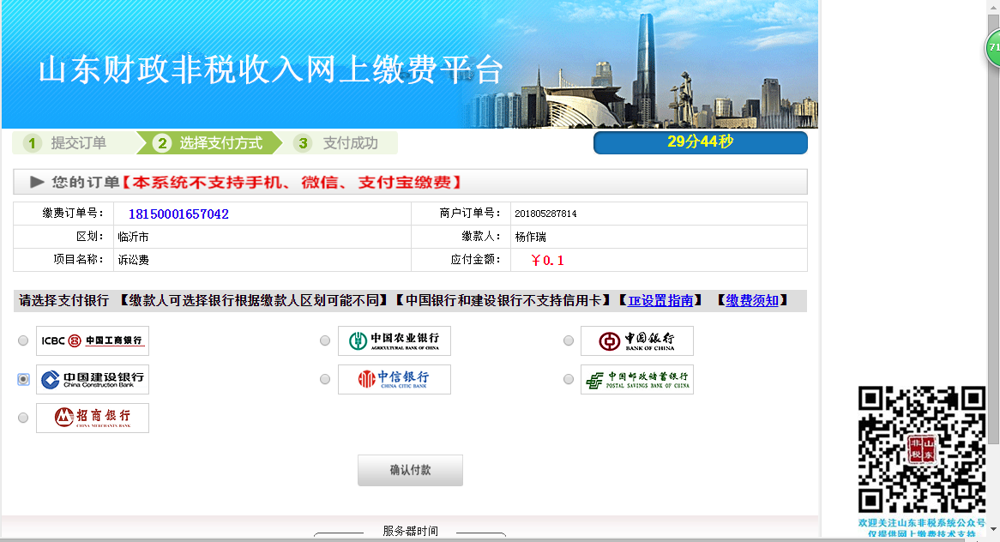 山东财政非税收入网上缴费平台
1 提交订单 2 选择支付方式 3 支付成功
29分44秒
71
▶ 您的订单【本系统不支持手机、微信、支付宝缴费】
缴费订单号： 18150001657042 商户订单号： 201805287814
区划： 临沂市 缴款人： 杨作瑞
项目名称： 诉讼费 应付金额： ￥0.1
请选择支付银行 【缴款人可选择银行根据缴款人区划可能不同】【中国银行和建设银行不支持信用卡】【IE设置指南】 【缴费须知】
ICBC 中国工商银行
中国农业银行
AGRICULTURAL BANK OF CHINA
中国银行
BANK OF CHINA
中国建设银行
China Construction Bank
中信银行
CHINA CITIC BANK
中国邮政储蓄银行
POSTAL SAVINGS BANK OF CHINA
招商银行
CHINA MERCHANTS BANK
确认付款
山东非税
欢迎关注山东非税系统公众号
仅提供网上缴费技术支持
服务器时间